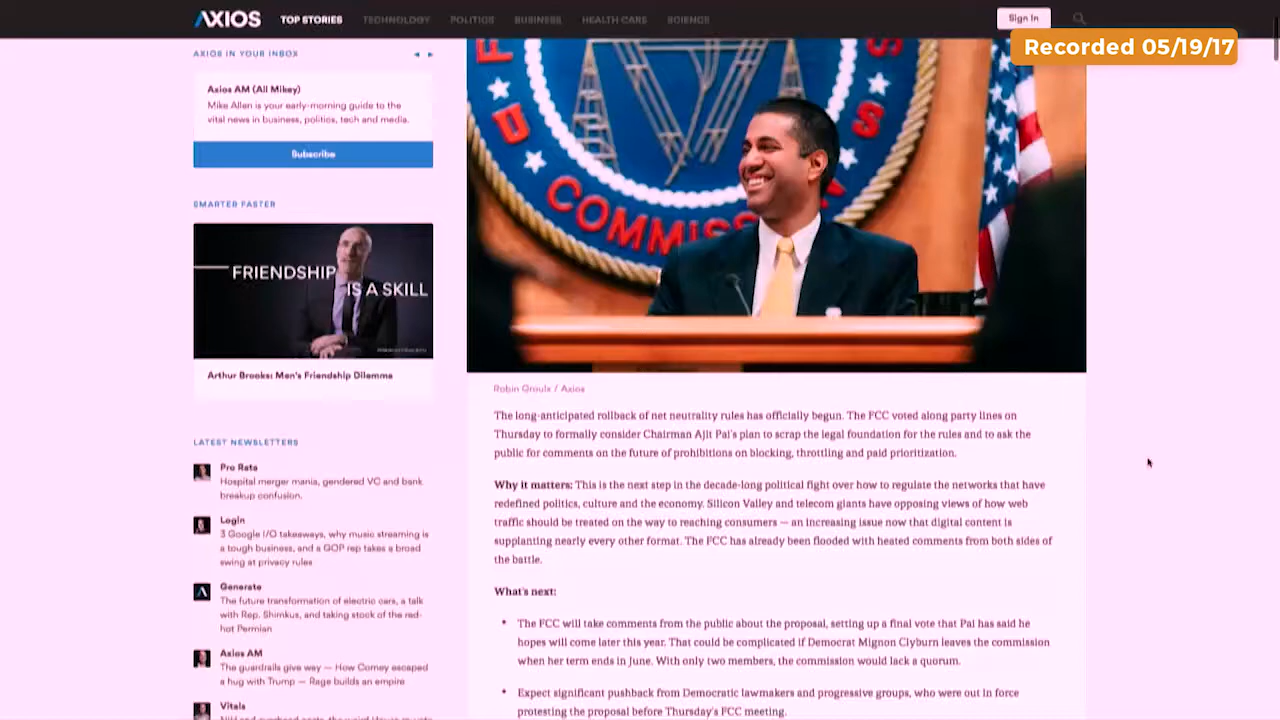 AXIOS TOP STORIES TECHNOLOGY POLITICS BUSINESS HEALTH CARE SCIENCE Sign In
Recorded 05/19/17
AXIOS IN YOUR INBOX
Axios AM (All Mikey)
Mike Allen is your early-morning guide to the
vital news in business, politics, tech and media.
Subscribe
SMARTER FASTER
FRIENDSHIP
IS A SKILL
Arthur Brooks: Men's Friendship Dilemma
LATEST NEWSLETTERS
Pro Rata
Hospital merger mania, gendered VC and bank
breakup confusion.
Login
3 Google I/O takeaways, why music streaming is
a tough business, and a GOP rep takes a broad
swing at privacy rules
Generate
The future transformation of electric cars, a talk
with Rep. Shimkus, and taking stock of the red-
hot Permian
Axios AM
The guardrails give way — How Comey escaped
a hug with Trump — Rage builds an empire
Vitals
COMMISS
Robin Groulx / Axios
The long-anticipated rollback of net neutrality rules has officially begun. The FCC voted along party lines on
Thursday to formally consider Chairman Ajit Pai's plan to scrap the legal foundation for the rules and to ask the
public for comments on the future of prohibitions on blocking, throttling and paid prioritization.
Why it matters: This is the next step in the decade-long political fight over how to regulate the networks that have
redefined politics, culture and the economy. Silicon Valley and telecom giants have opposing views of how web
traffic should be treated on the way to reaching consumers — an increasing issue now that digital content is
supplanting nearly every other format. The FCC has already been flooded with heated comments from both sides of
the battle.
What's next:
• The FCC will take comments from the public about the proposal, setting up a final vote that Pai has said he
hopes will come later this year. That could be complicated if Democrat Mignon Clyburn leaves the commission
when her term ends in June. With only two members, the commission would lack a quorum.
• Expect significant pushback from Democratic lawmakers and progressive groups, who were out in force
protesting the proposal before Thursday's FCC meeting.